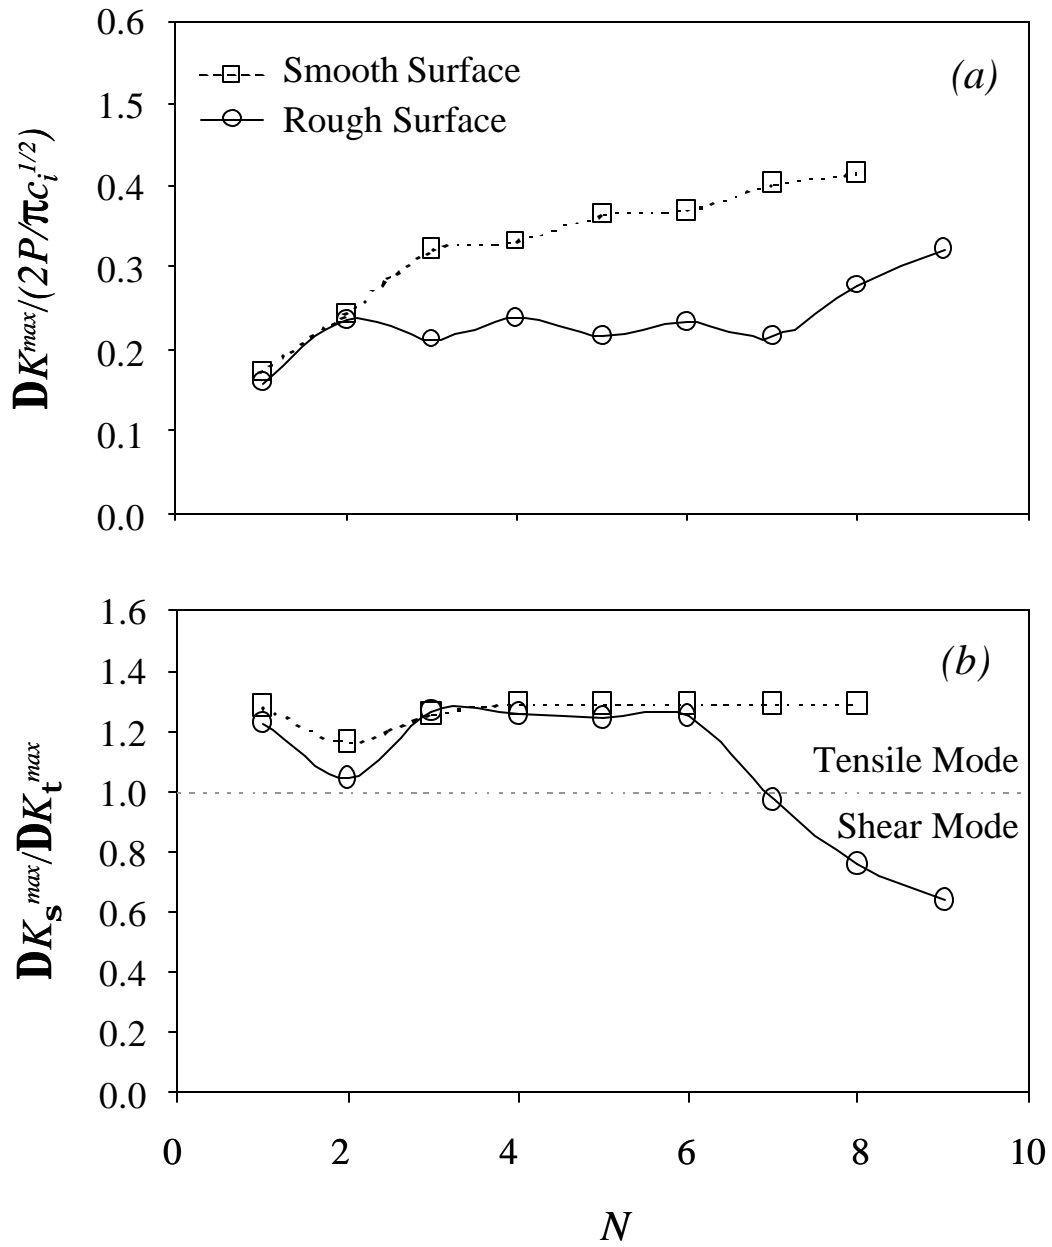 0.6
Smooth Surface
(a)
1.5
Rough Surface
0.4
0.3
0.2
0.1
0.0
DK^max/(2P/πc_i^1/2)
1.6
(b)
1.4
1.2
Tensile Mode
1.0
Shear Mode
0.8
0.6
0.4
0.2
0.0
DK_s^max/DK_t^max
0 2 4 6 8 10
N